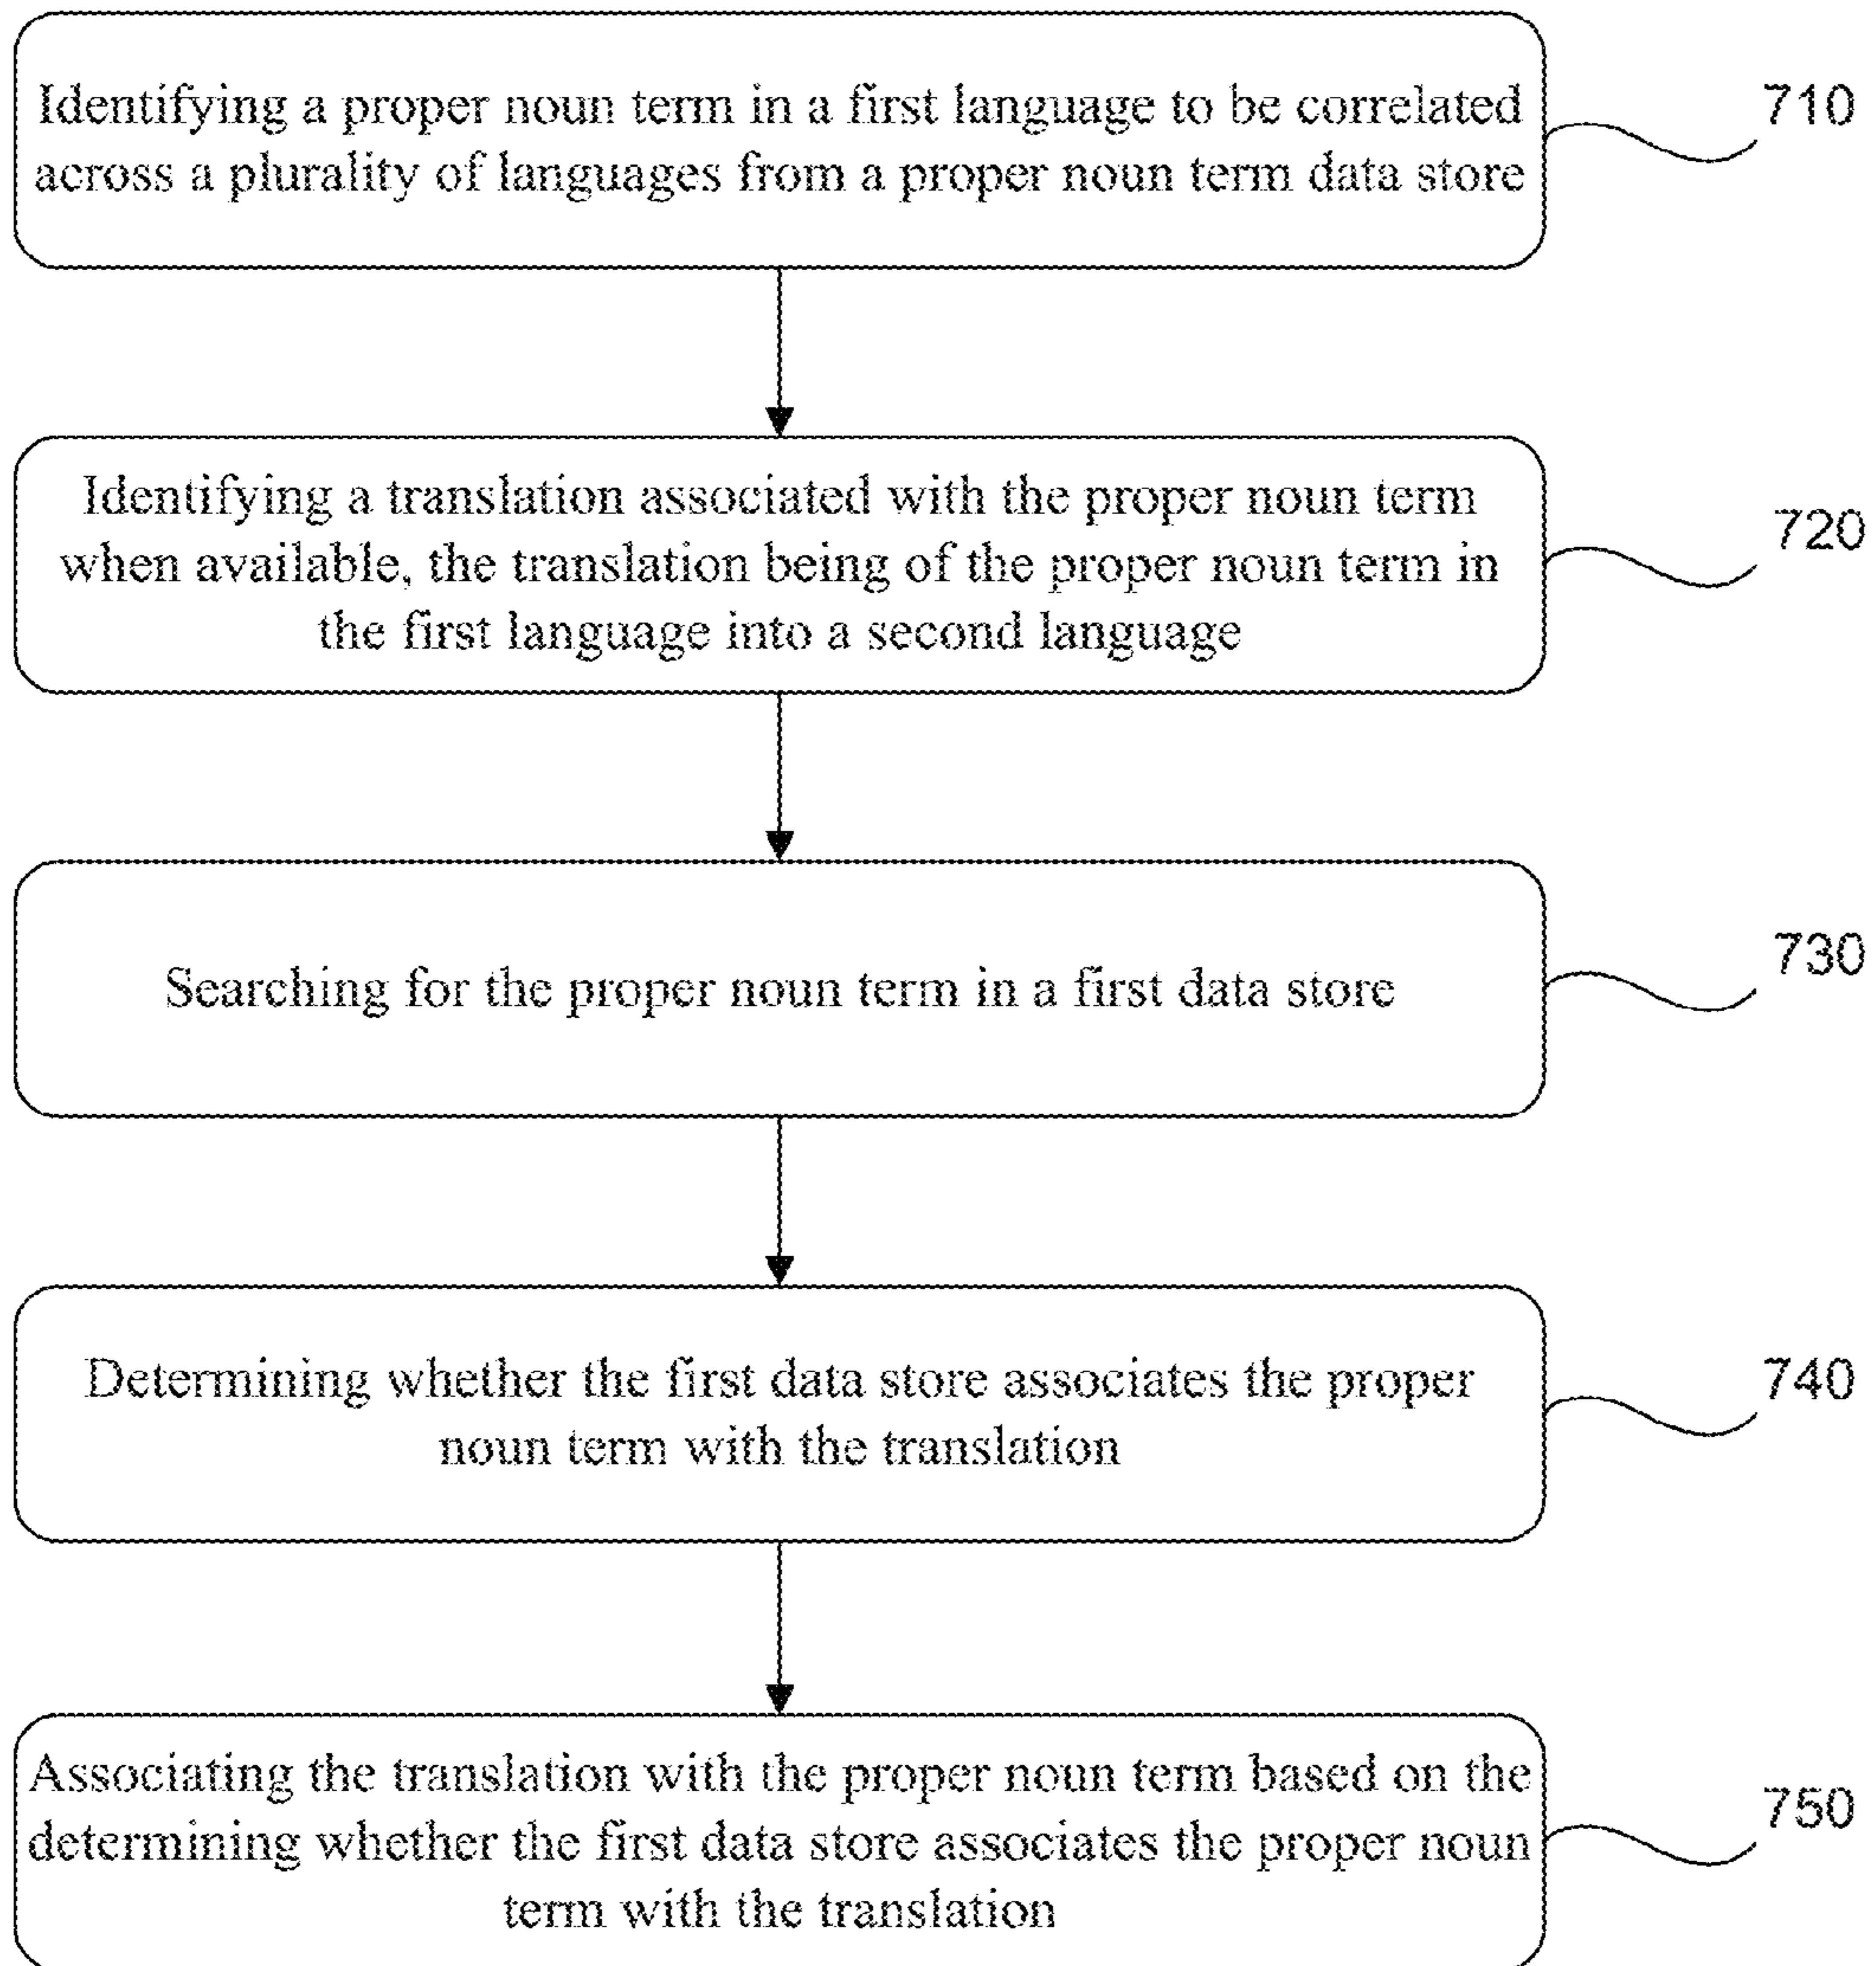 Identifying a proper noun term in a first language to be correlated
across a plurality of languages from a proper noun term data store
710
Identifying a translation associated with the proper noun term
when available, the translation being of the proper noun term in
the first language into a second language
720
Searching for the proper noun term in a first data store
730
Determining whether the first data store associates the proper
noun term with the translation
740
Associating the translation with the proper noun term based on the
determining whether the first data store associates the proper noun
term with the translation
750